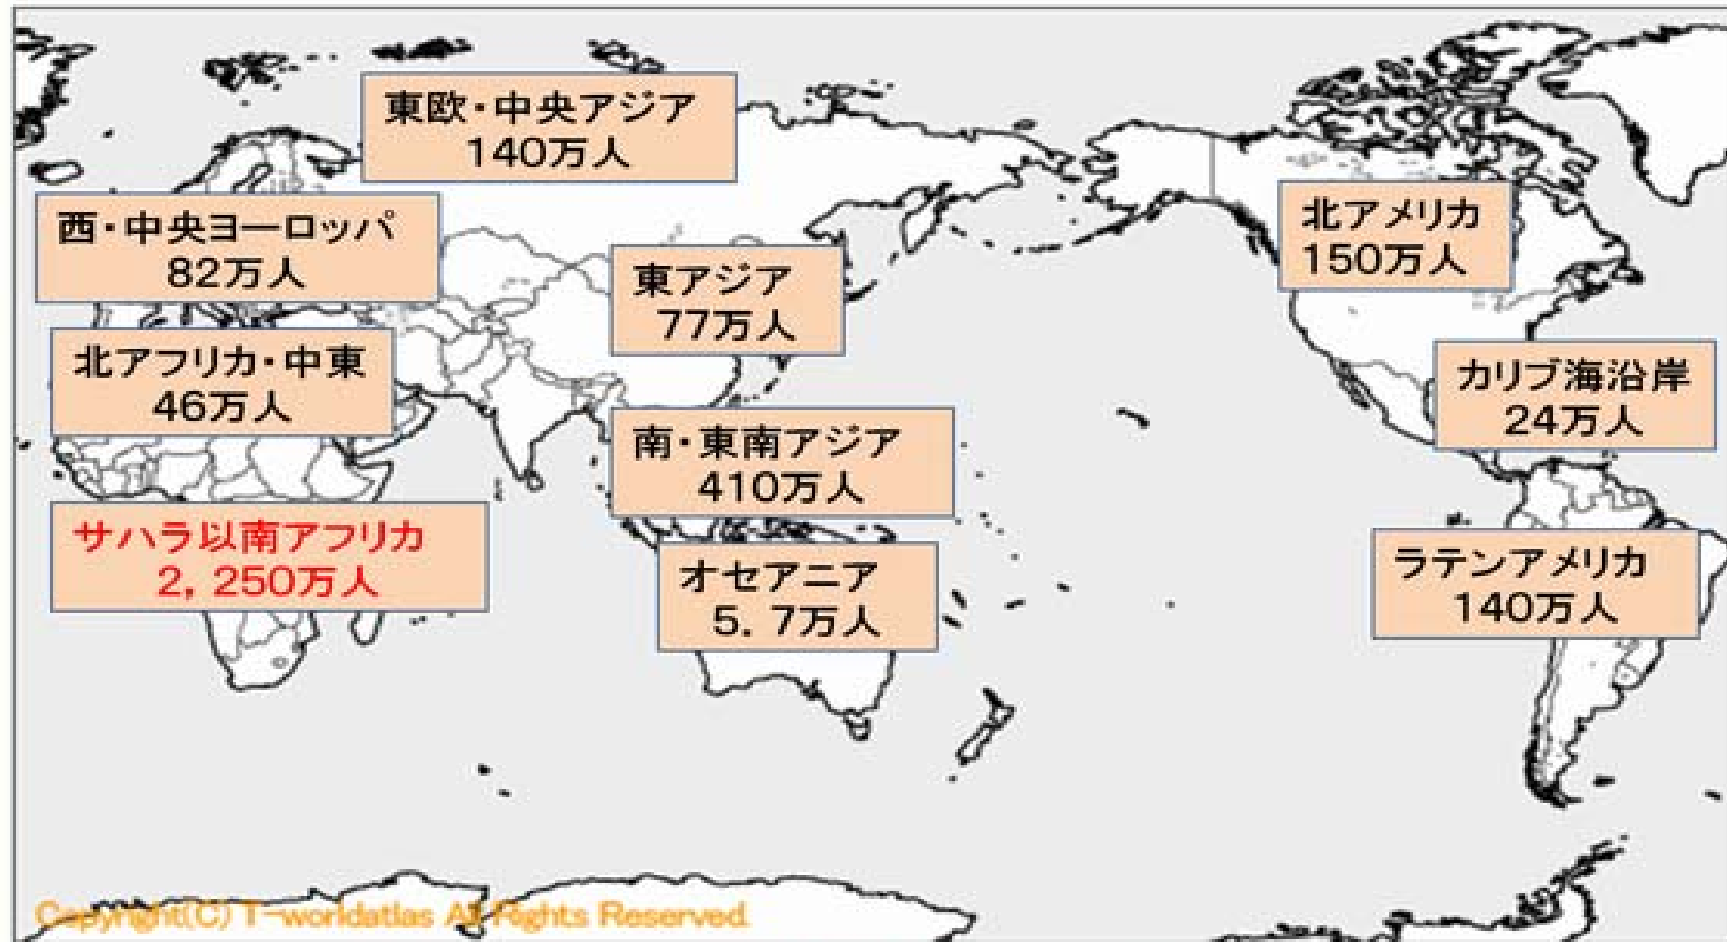 東欧・中央アジア
140万人
西・中央ヨーロッパ
82万人
北アメリカ
150万人
東アジア
77万人
北アフリカ・中東
46万人
カリブ海沿岸
24万人
南・東南アジア
410万人
サハラ以南アフリカ
2,250万人
オセアニア
5.7万人
ラテンアメリカ
140万人
Copyright(C) T-worldatlas All Rights Reserved.